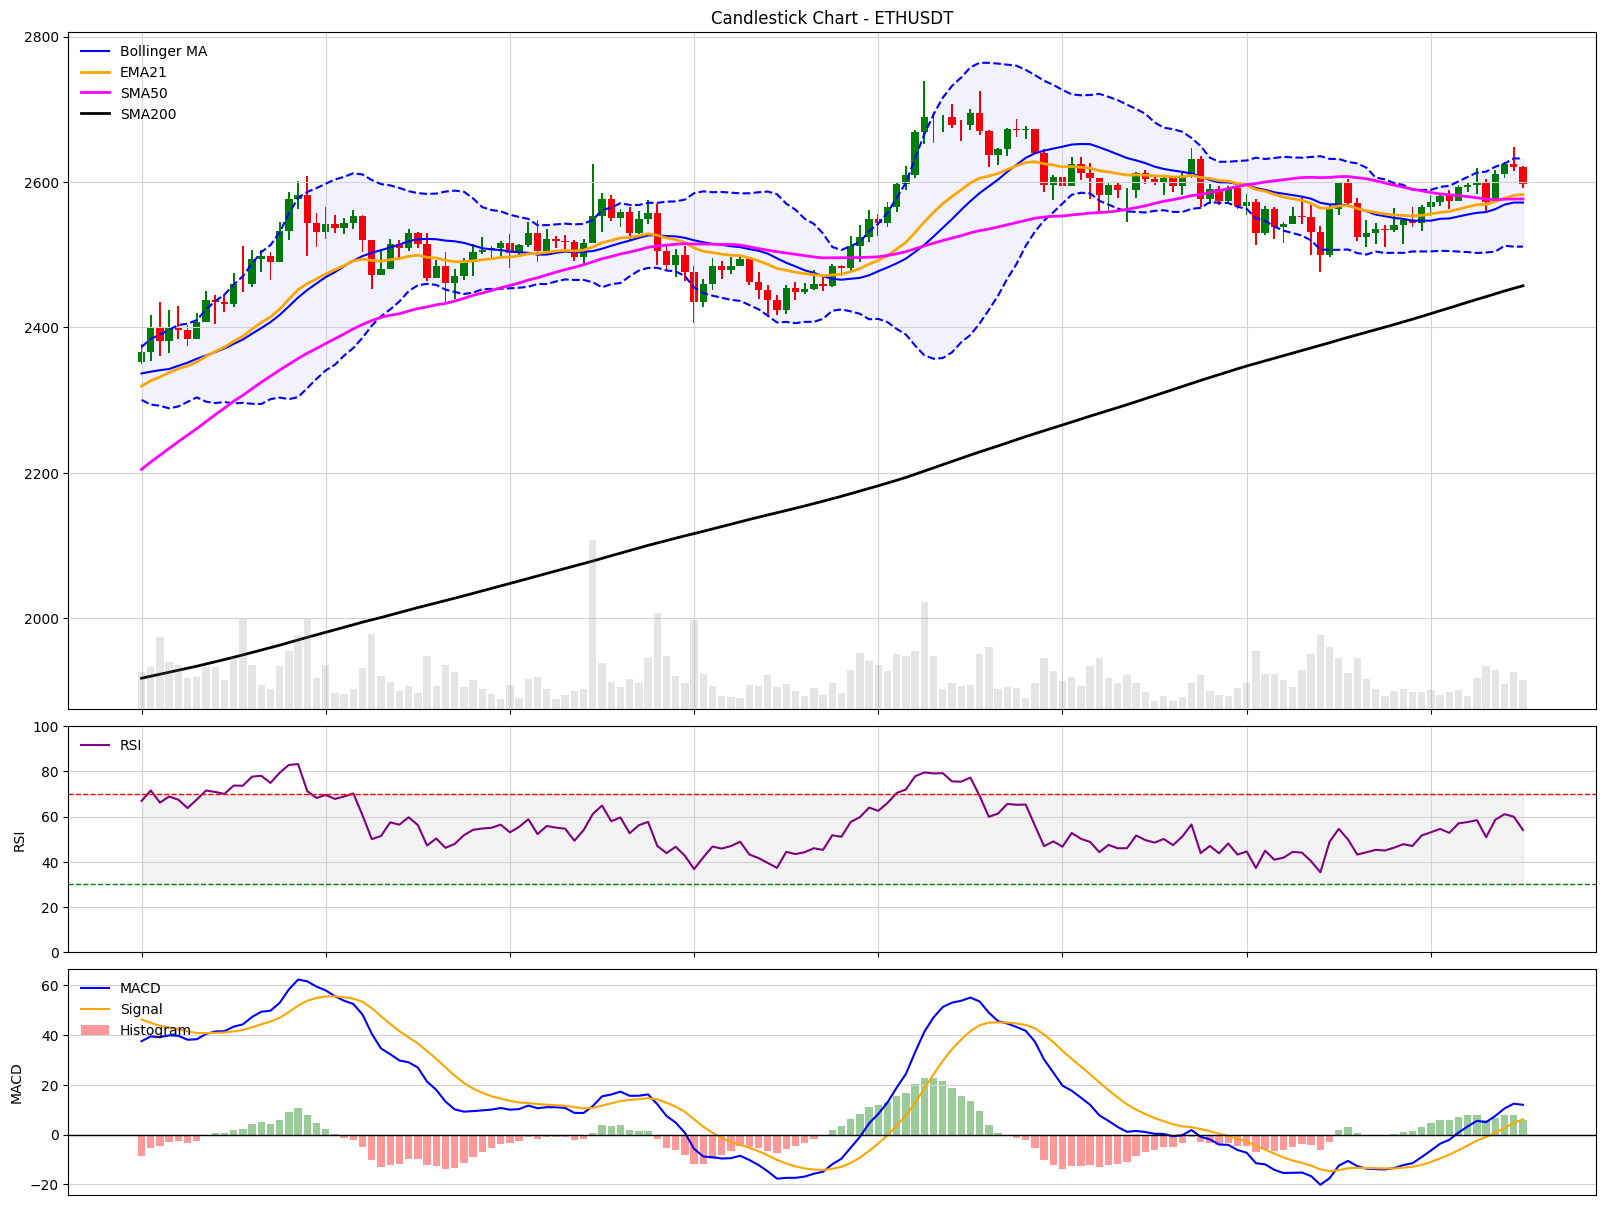 Candlestick Chart - ETHUSDT
2800
2600
2400
2200
2000
Bollinger MA
EMA21
SMA50
SMA200
100
80
60
40
20
0
RSI
RSI
60
40
20
0
−20
MACD
MACD
Signal
Histogram